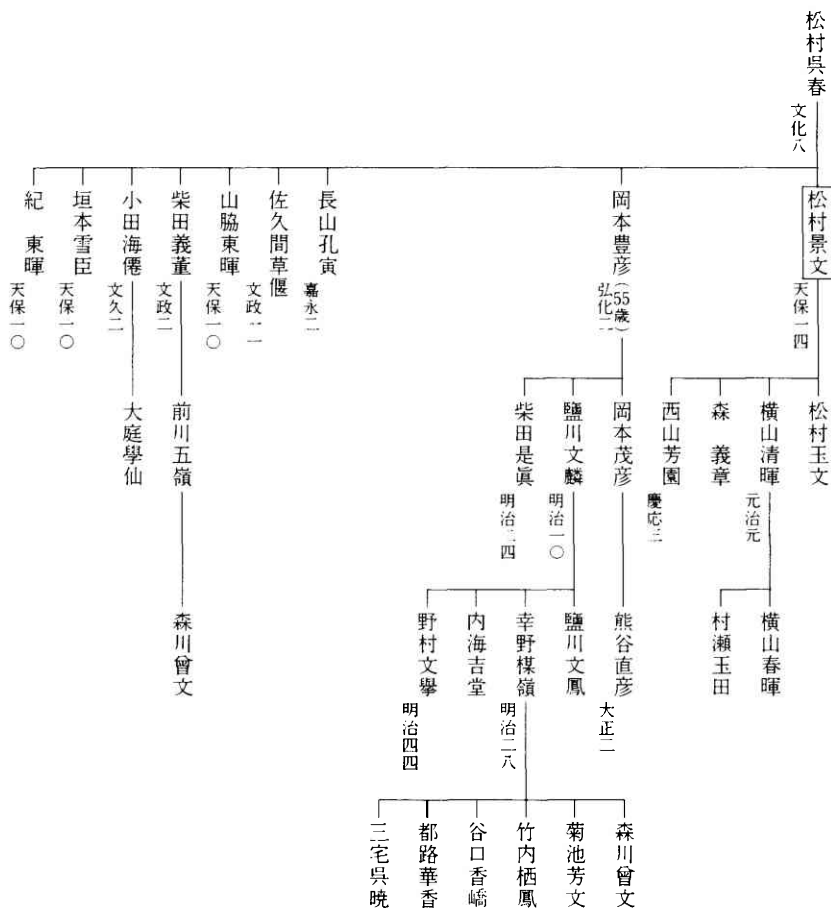 松村呉春
文化八
松村景文
天保一四
岡本豊彦
（55歳）
弘化二
長山孔寅
嘉永二
佐久間草偃
文政一一
山脇東暉
天保一〇
柴田義董
文政二
小田海僊
文久二
垣本雪臣
天保一〇
紀　東暉
天保一〇
松村玉文
横山清暉
元治元
森　義章
西山芳園
慶応三
岡本茂彦
鹽川文麟
明治一〇
柴田是眞
明治二四
前川五嶺
大庭學仙
横山春暉
村瀬玉田
熊谷直彦
大正二
鹽川文鳳
幸野楳嶺
明治二八
内海吉堂
野村文擧
明治四四
森川曾文
森川曾文
菊池芳文
竹内栖鳳
谷口香嶠
都路華香
三宅呉暁